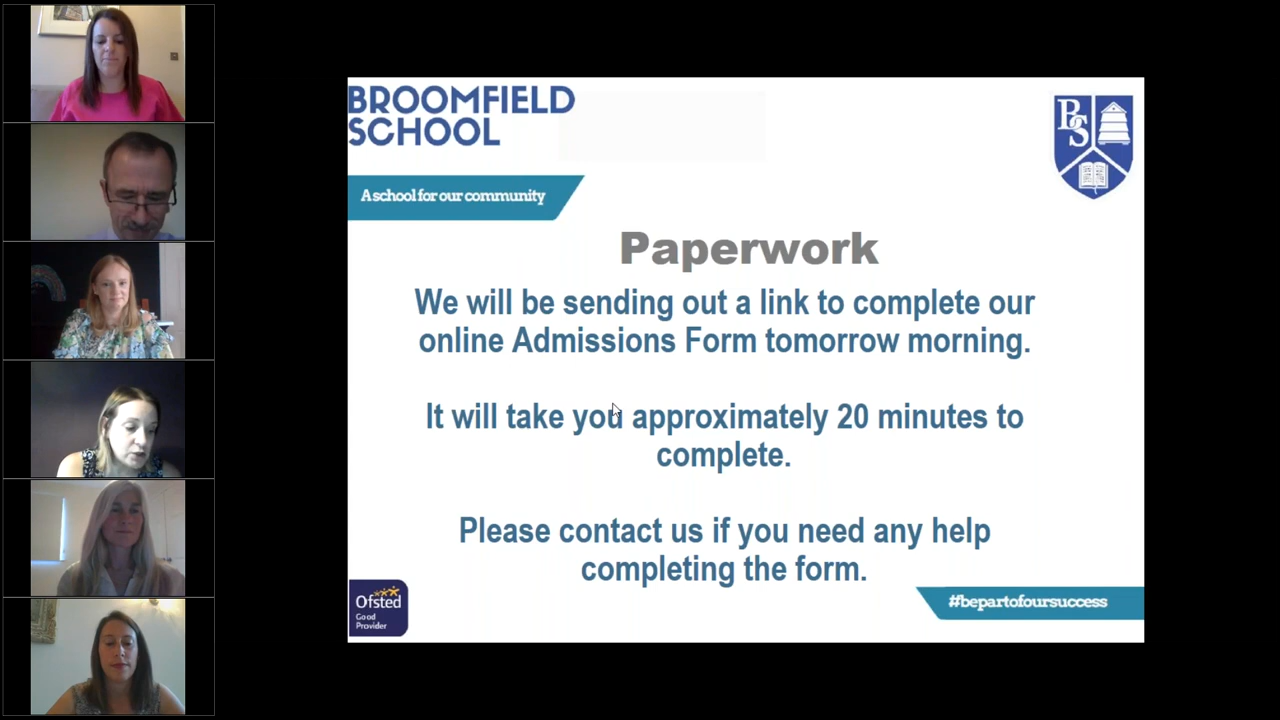 BROOMFIELD
SCHOOL
BS
A school for our community
Paperwork
We will be sending out a link to complete our
online Admissions Form tomorrow morning.
It will take you approximately 20 minutes to
complete.
Please contact us if you need any help
completing the form.
Ofsted
Good
Provider
#bepartofoursuccess